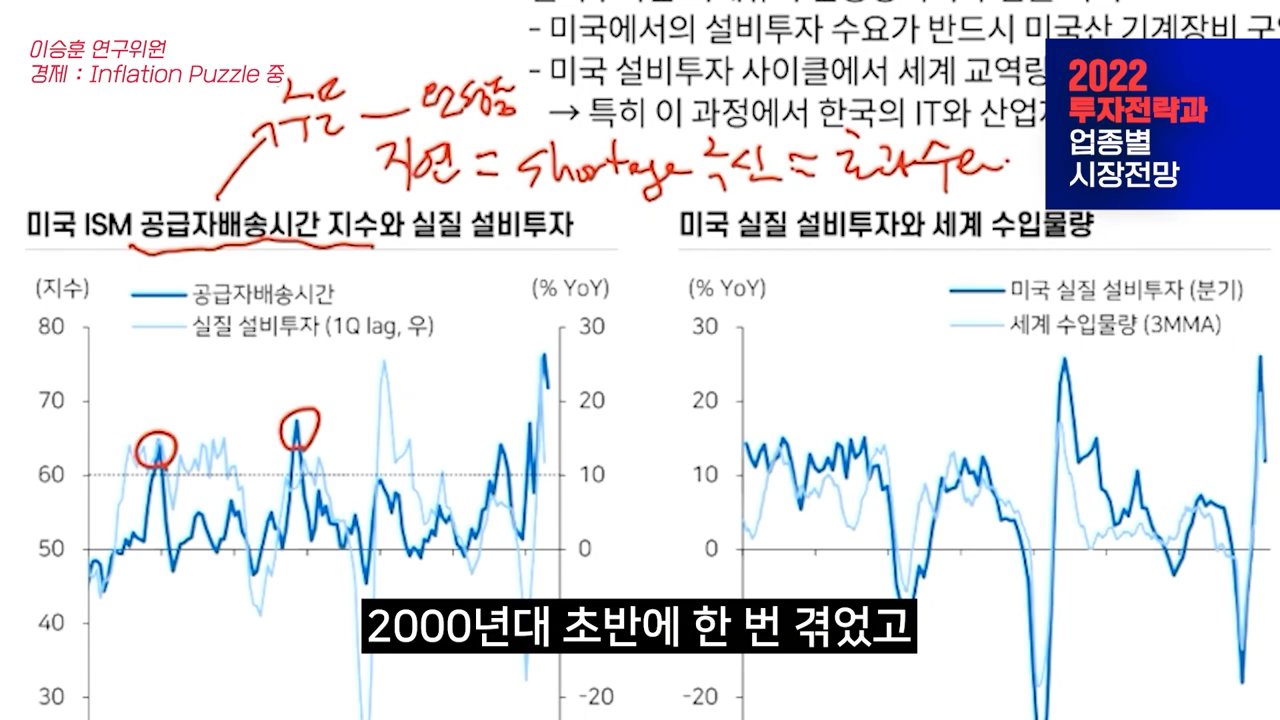 이승훈 연구위원
경제 : Inflation Puzzle 중
- 미국에서의 설비투자 수요가 반드시 미국산 기계장비 구
- 미국 설비투자 사이클에서 세계 교역량
→ 특히 이 과정에서 한국의 IT와 산업
2022
투자전략과
업종별
시장전망
지연 = Shortage 극심 = 초과수요
미국 ISM 공급자배송시간 지수와 실질 설비투자
(지수)
공급자배송시간
실질 설비투자 (1Q lag, 우)
(% YoY)
80
70
60
50
40
30
30
20
10
0
-20
미국 실질 설비투자와 세계 수입물량
(% YoY)
미국 실질 설비투자 (분기)
세계 수입물량 (3MMA)
30
20
10
0
-20
2000년대 초반에 한 번 겪었고